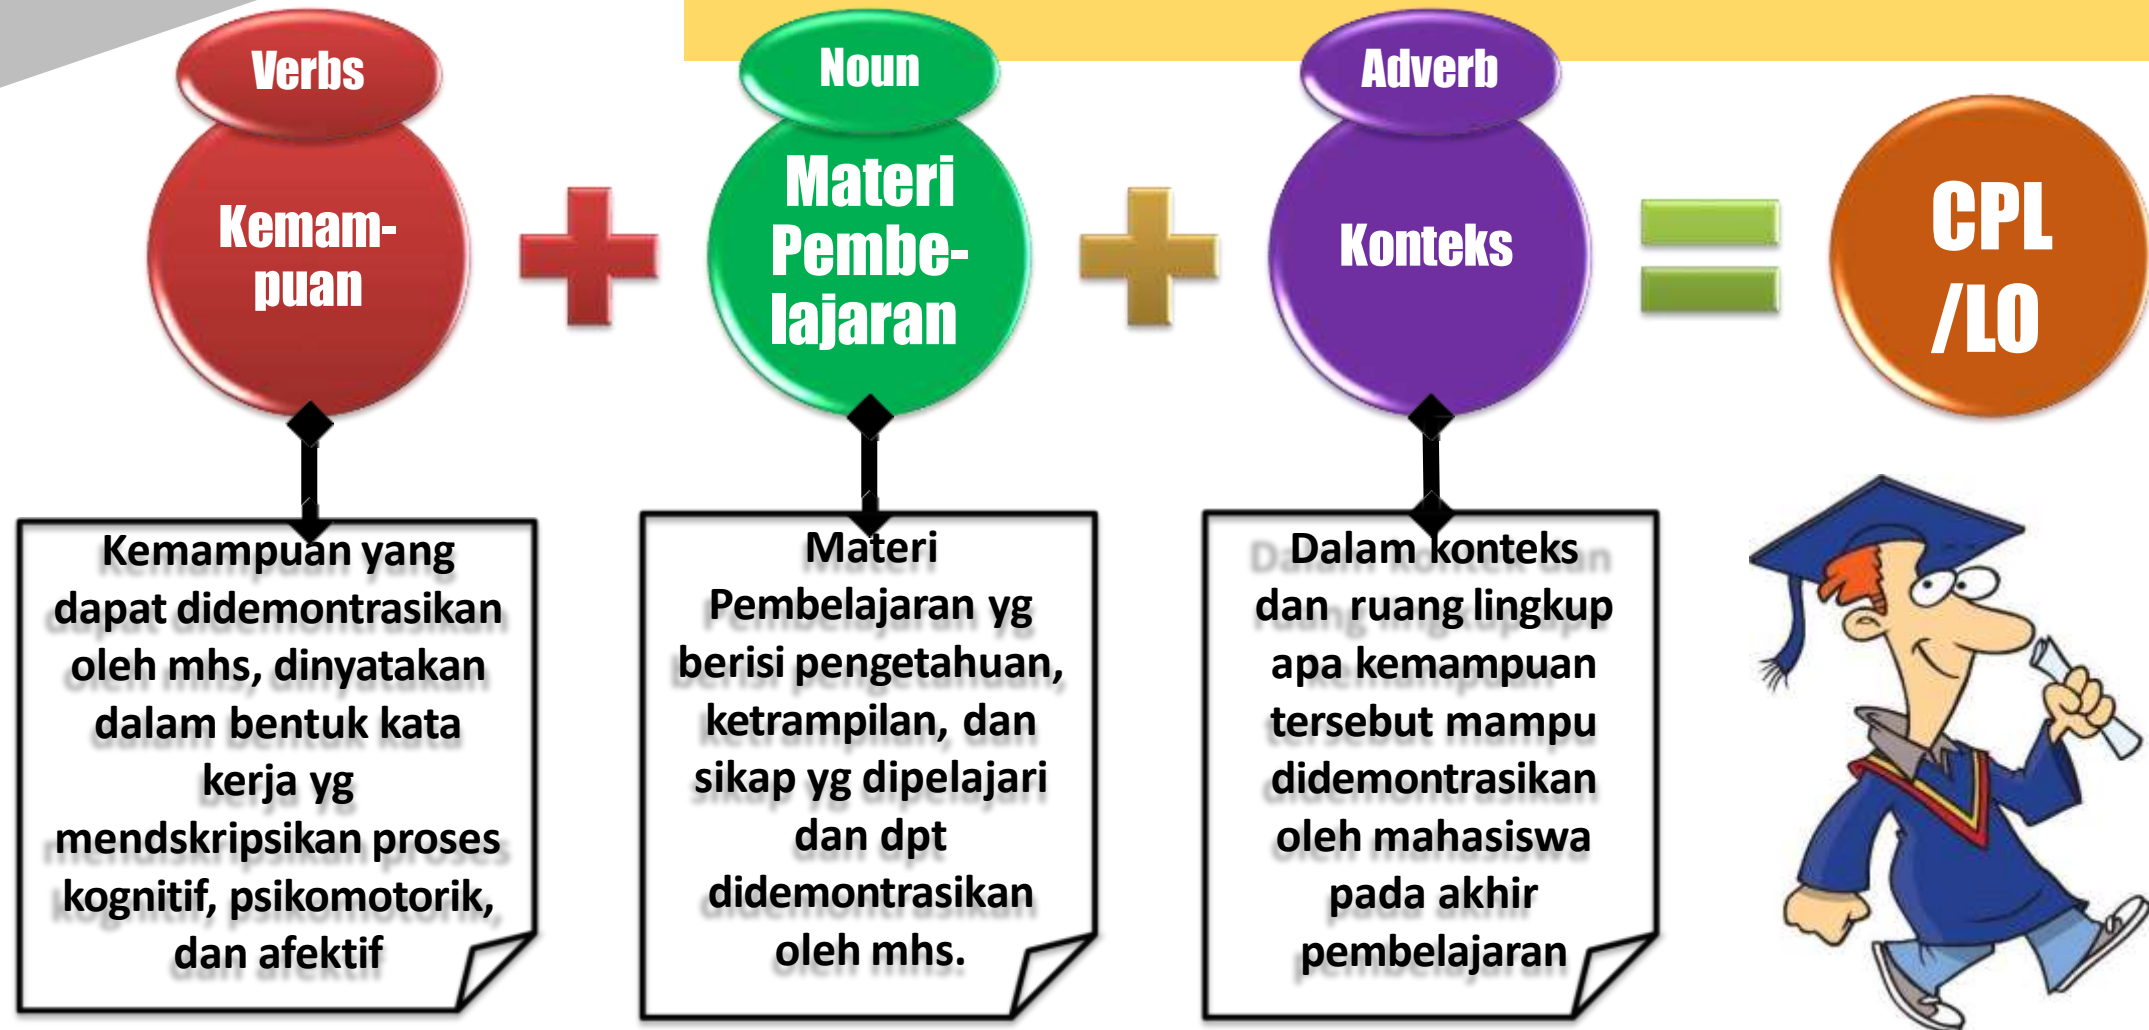 Verbs
Kemam-
puan
Noun
Materi
Pembe-
lajaran
Adverb
Konteks
CPL
/LO
Kemampuan yang
dapat didemontrasikan
oleh mhs, dinyatakan
dalam bentuk kata
kerja yg
mendskripsikan proses
kognitif, psikomotorik,
dan afektif
Materi
Pembelajaran yg
berisi pengetahuan,
ketrampilan, dan
sikap yg dipelajari
dan dpt
didemontrasikan
oleh mhs.
Dalam konteks
dan ruang lingkup
apa kemampuan
tersebut mampu
didemontrasikan
oleh mahasiswa
pada akhir
pembelajaran